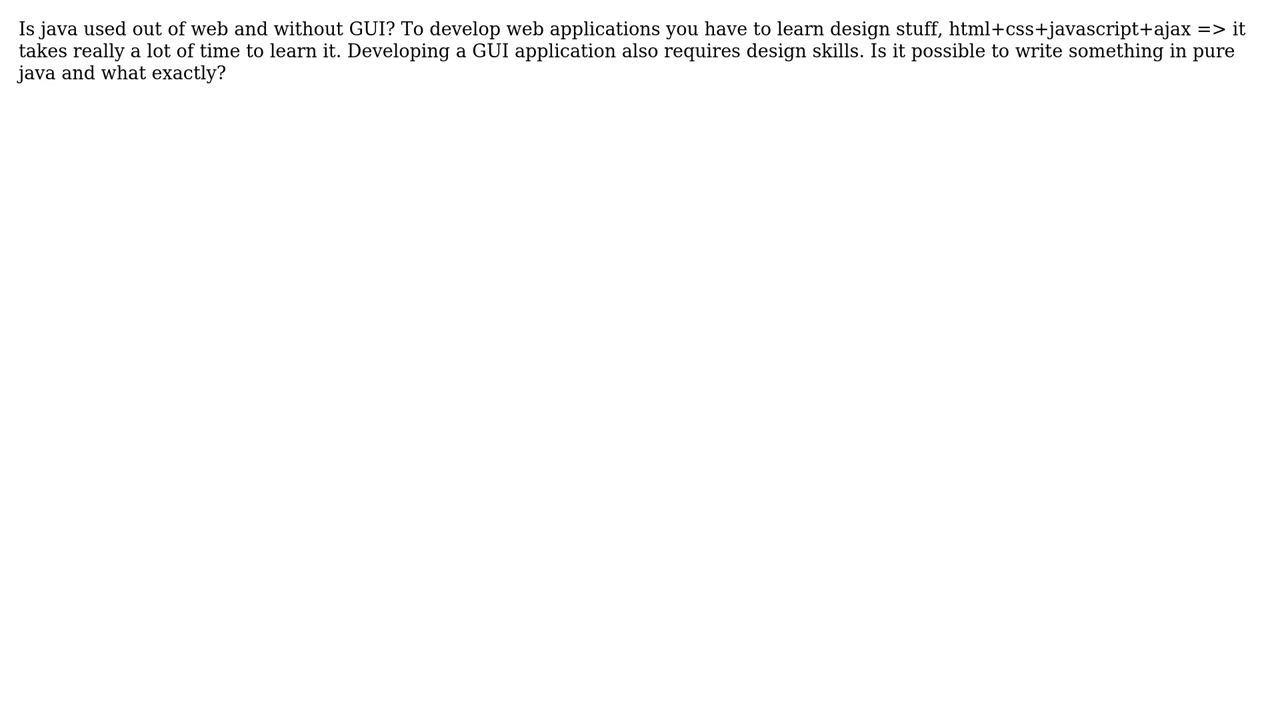 Is java used out of web and without GUI? To develop web applications you have to learn design stuff, html+css+javascript+ajax => it
takes really a lot of time to learn it. Developing a GUI application also requires design skills. Is it possible to write something in pure
java and what exactly?